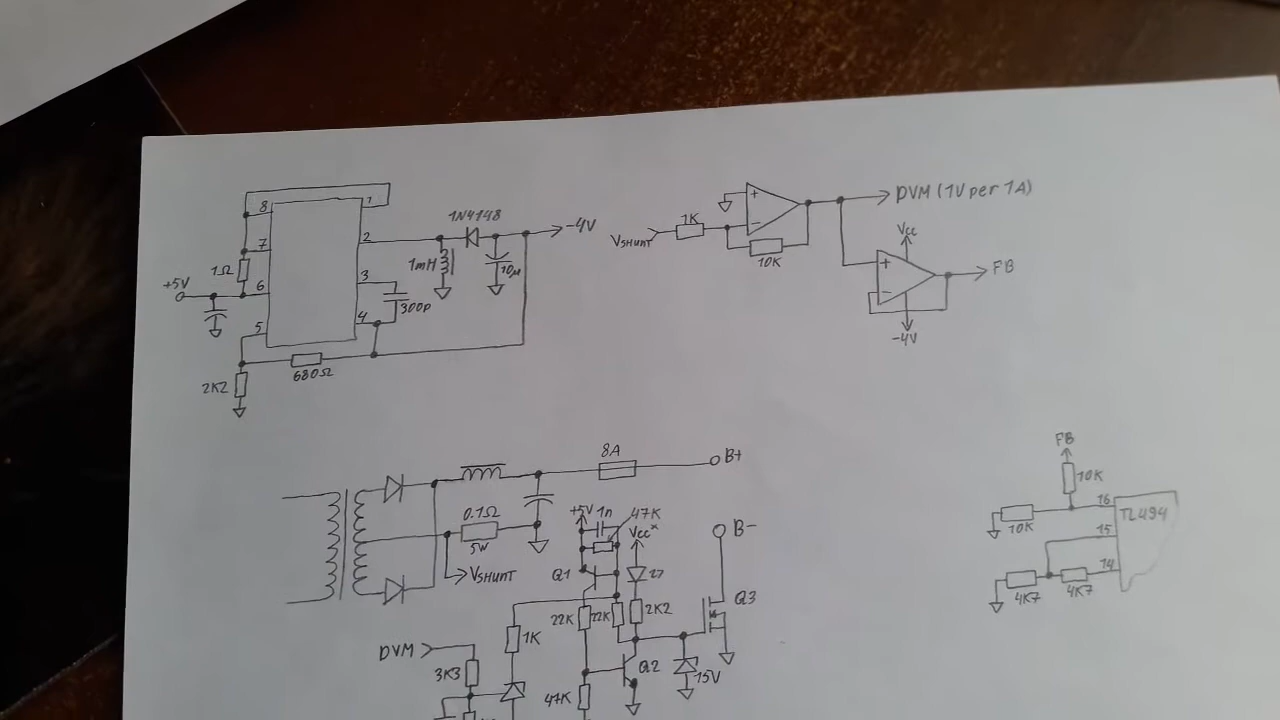 8
1
7
2
1N4148
-4V
1Ω
1mH
10µ
+5V
6
3
300p
5
4
680Ω
2K2
VSHUNT
1K
+
-
10K
DVM (1V per 1A)
Vcc
+
-
FB
-4V
8A
B+
0.1Ω
5W
VSHUNT
+5V
1n
47K
Vcc*
B-
Q1
22K
22K
2K2
Q3
1K
DVM
3K3
47K
Q2
15V
FB
10K
16
TL494
10K
15
14
4K7
4K7